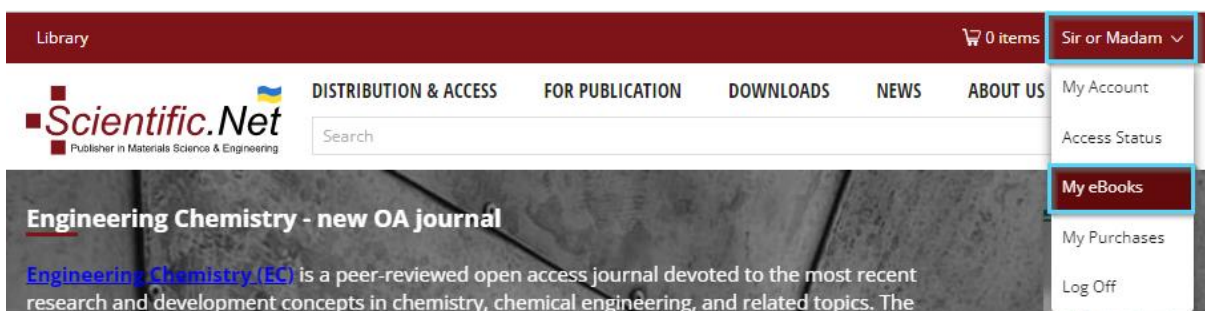 Library
0 items
Sir or Madam
Scientific.Net
Publisher in Materials Science & Engineering
DISTRIBUTION & ACCESS
FOR PUBLICATION
DOWNLOADS
NEWS
ABOUT US
Search
My Account
Access Status
My eBooks
My Purchases
Log Off
Engineering Chemistry - new OA journal
Engineering Chemistry (EC) is a peer-reviewed open access journal devoted to the most recent
research and development concepts in chemistry, chemical engineering, and related topics. The